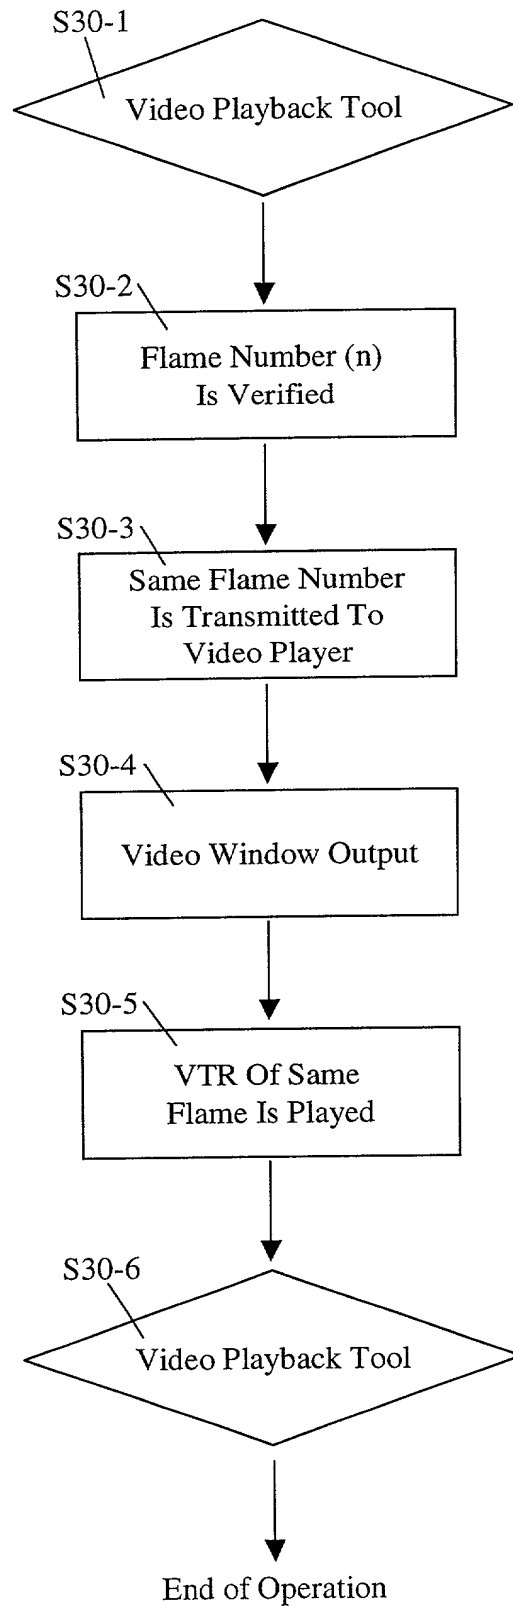 S30-1
Video Playback Tool
S30-2
Flame Number (n)
Is Verified
S30-3
Same Flame Number
Is Transmitted To
Video Player
S30-4
Video Window Output
S30-5
VTR Of Same
Flame Is Played
S30-6
Video Playback Tool
End of Operation